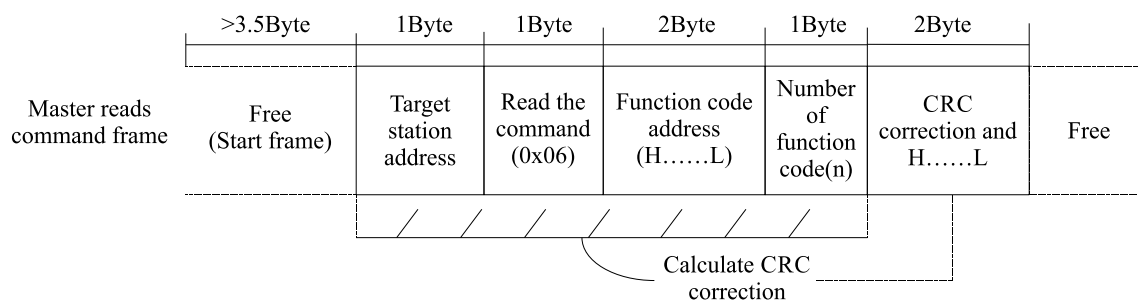 >3.5Byte 1Byte 1Byte 2Byte 1Byte 2Byte
Master reads
command frame
Free
(Start frame)
Target
station
address
Read the
command
(0x06)
Function code
address
(H......L)
Number
of
function
code(n)
CRC
correction and
H......L
Free
Calculate CRC
correction